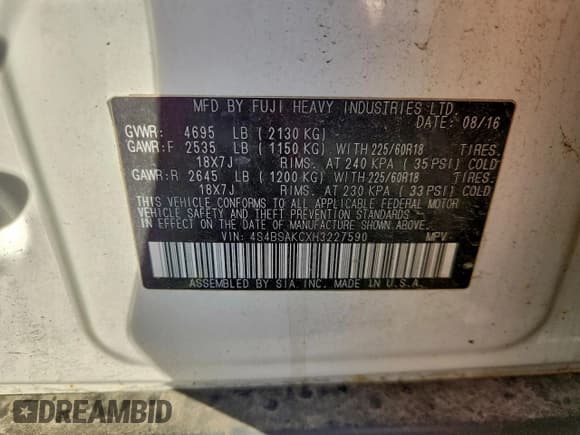 MFD BY FUJI HEAVY INDUSTRIES LTD.
DATE: 08/16
GVWR: 4695 LB ( 2130 KG)
GAWR:F 2535 LB ( 1150 KG) WITH 225/60R18 TIRES.
18X7J RIMS. AT 240 KPA ( 35 PSI) COLD
GAWR:R 2645 LB ( 1200 KG) WITH 225/60R18 TIRES.
18X7J RIMS. AT 230 KPA ( 33 PSI) COLD
THIS VEHICLE CONFORMS TO ALL APPLICABLE FEDERAL MOTOR
VEHICLE SAFETY AND THEFT PREVENTION STANDARDS IN
EFFECT ON THE DATE OF MANUFACTURE SHOWN ABOVE.
VIN: 4S4BSAKCXH3227590 MPV
ASSEMBLED BY SIA, INC. MADE IN U.S.A.
DREAMBID